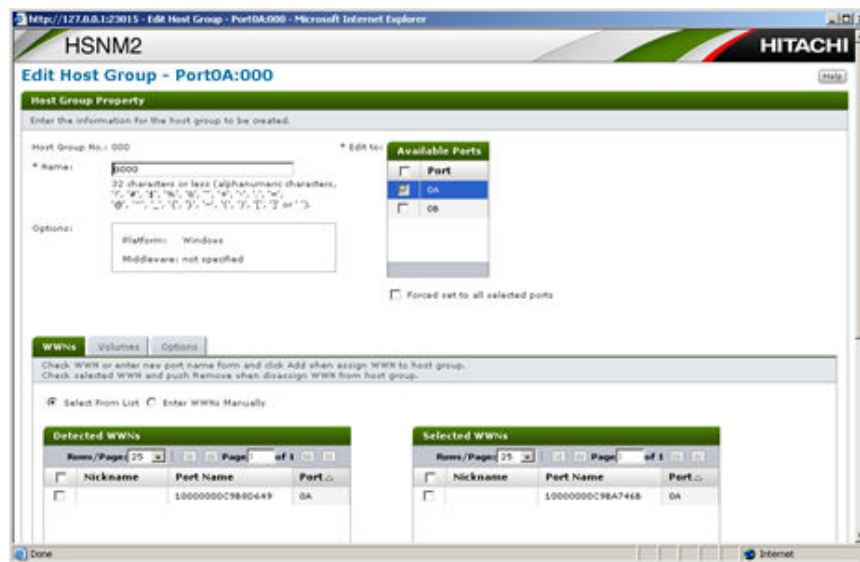 http://127.0.0.1:23015 - Edit Host Group - Port0A:000 - Microsoft Internet Explorer
HSNM2
HITACHI
Edit Host Group - Port0A:000
Help
Host Group Property
Enter the information for the host group to be created.
Host Group No.: 000
* Edit to:
Available Ports
* Name:
Port
32 characters or less (alphanumeric characters,
0A
0B
Options:
Platform: Windows
Middleware: not specified
Forced set to all selected ports
WWNs Volumes Options
Check WWN or enter new port name form and click Add when assign WWN to host group.
Check selected WWN and push Remove when disassign WWN from host group.
Select From List Enter WWNs Manually
Detected WWNs
Selected WWNs
Rows/Page: 25 Page of 1
Rows/Page: 25 Page of 1
Nickname Port Name Port
Nickname Port Name Port
0A
0A
Done
Internet